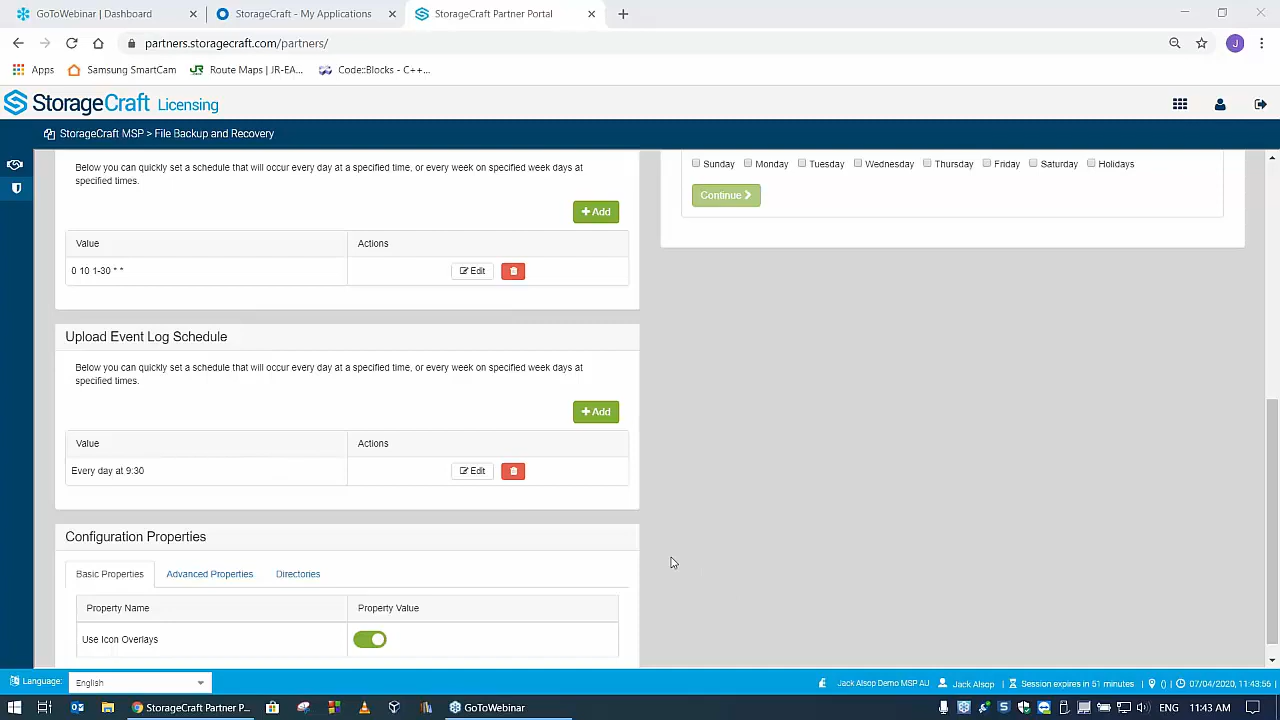 GoToWebinar | Dashboard
StorageCraft - My Applications
StorageCraft Partner Portal
partners.storagecraft.com/partners/
J
Apps
Samsung SmartCam
Route Maps | JR-EA...
Code::Blocks - C++...
StorageCraft Licensing
StorageCraft MSP > File Backup and Recovery
Below you can quickly set a schedule that will occur every day at a specified time, or every week on specified week days at
specified times.
+ Add
Value
Actions
0 10 1-30 * *
Edit
Upload Event Log Schedule
Below you can quickly set a schedule that will occur every day at a specified time, or every week on specified week days at
specified times.
+ Add
Value
Actions
Every day at 9:30
Edit
Configuration Properties
Basic Properties
Advanced Properties
Directories
Property Name
Property Value
Use Icon Overlays
Sunday Monday Tuesday Wednesday Thursday Friday Saturday Holidays
Continue
Language: English
Jack Alsop Demo MSP AU
Jack Alsop
Session expires in 51 minutes
()
07/04/2020, 11:43:56
StorageCraft Partner P...
GoToWebinar
ENG
11:43 AM